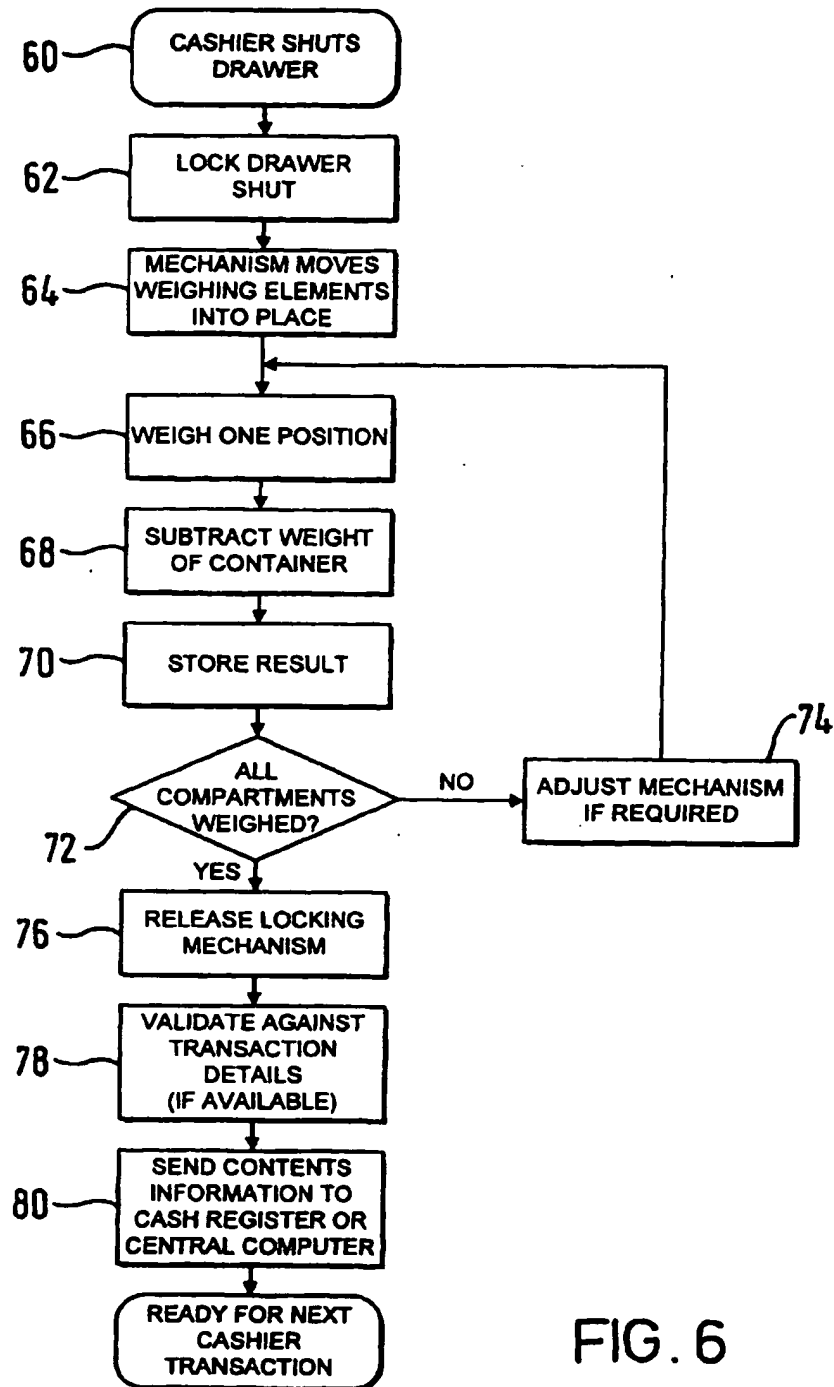 60
CASHIER SHUTS
DRAWER
62
LOCK DRAWER
SHUT
64
MECHANISM MOVES
WEIGHING ELEMENTS
INTO PLACE
66
WEIGH ONE POSITION
68
SUBTRACT WEIGHT
OF CONTAINER
70
STORE RESULT
72
ALL
COMPARTMENTS
WEIGHED?
NO
74
ADJUST MECHANISM
IF REQUIRED
YES
76
RELEASE LOCKING
MECHANISM
78
VALIDATE AGAINST
TRANSACTION
DETAILS
(IF AVAILABLE)
80
SEND CONTENTS
INFORMATION TO
CASH REGISTER OR
CENTRAL COMPUTER
READY FOR NEXT
CASHIER
TRANSACTION
FIG. 6